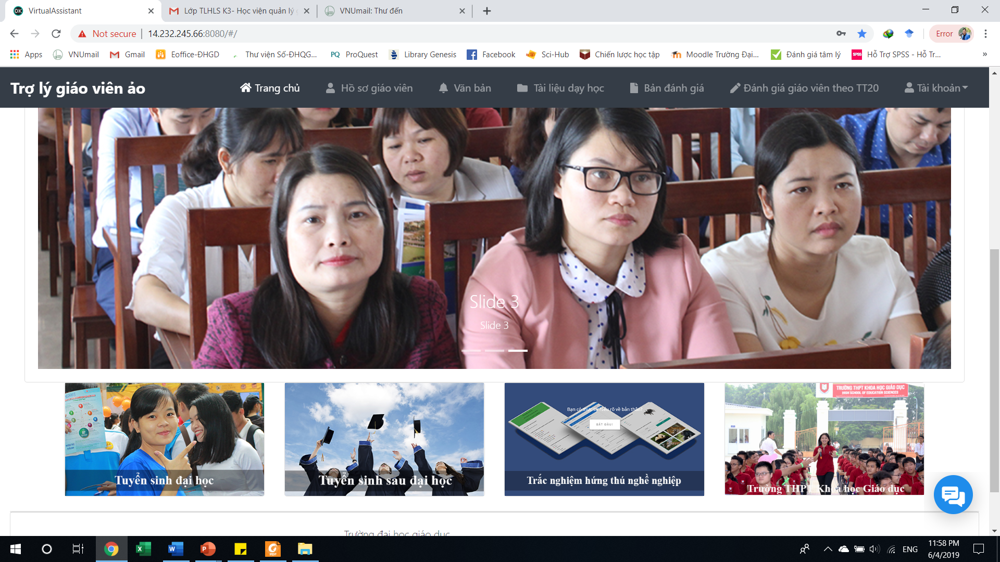 VirtualAssistant
Lớp TLHLS K3- Học viện quản lý
VNUmail: Thư đến
Not secure
14.232.245.66:8080/#/
Error
Apps
VNUmail
Gmail
Eoffice-ĐHGD
Thư viện Số-ĐHQG...
PQ ProQuest
Library Genesis
Facebook
Sci-Hub
Chiến lược học tập
Moodle Trường Đại...
Đánh giá tâm lý
SPSS Hỗ Trợ SPSS - Hỗ Tr...
»
Trợ lý giáo viên ảo
Trang chủ
Hồ sơ giáo viên
Văn bản
Tài liệu dạy học
Bản đánh giá
Đánh giá giáo viên theo TT20
Tài khoản
Slide 3
Slide 3
Tuyển sinh đại học
Tuyển sinh sau đại học
Bạn có thực sự hiểu rõ về bản thân?
BẮT ĐẦU!
Trắc nghiệm hứng thú nghề nghiệp
TRƯỜNG THPT KHOA HỌC GIÁO DỤC
HIGH SCHOOL OF EDUCATION SCIENCES
Trường THPT Khoa học Giáo dục
Trường đại học giáo dục
ENG
11:58 PM
6/4/2019